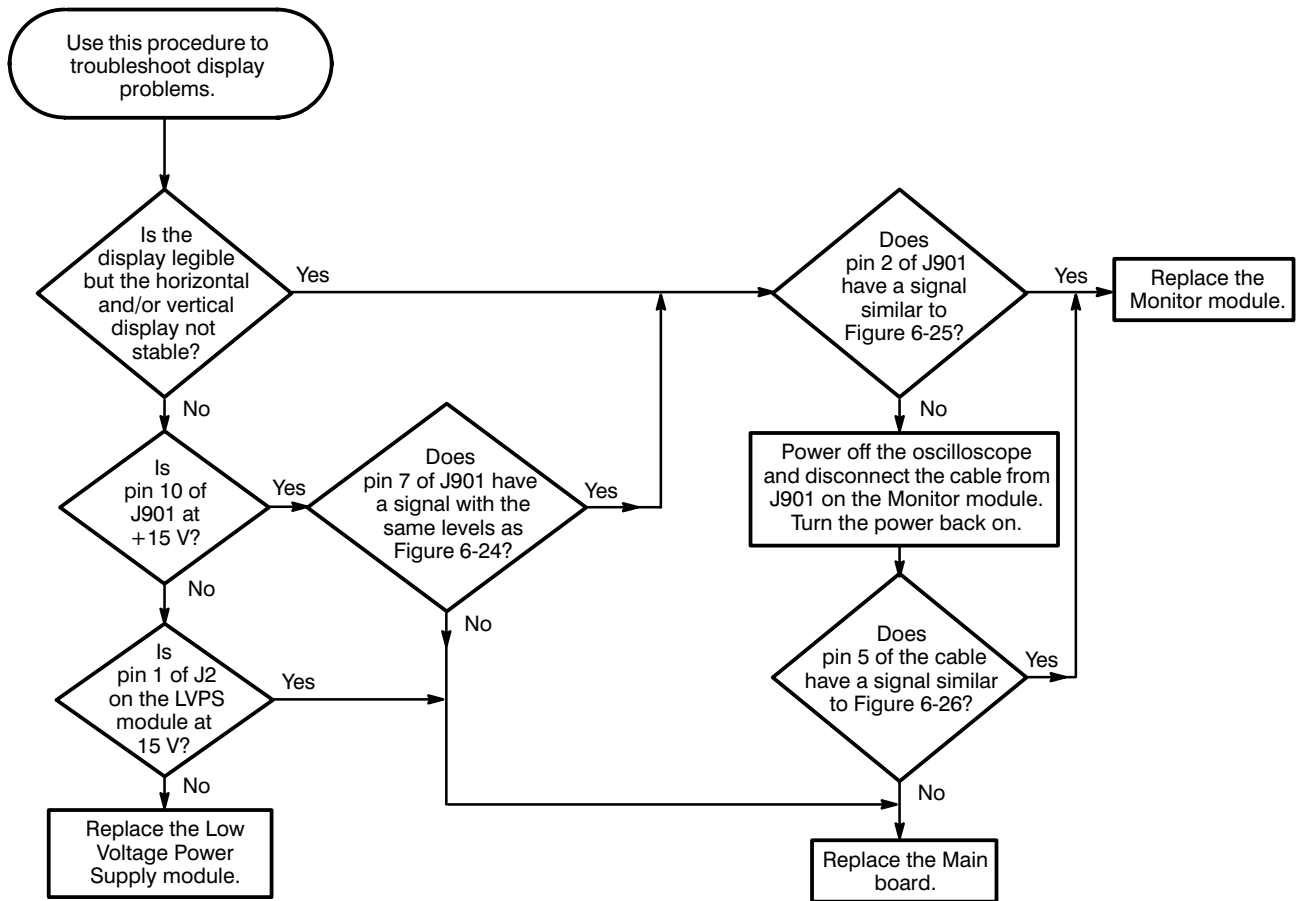 Use this procedure to
troubleshoot display
problems.
Is the
display legible
but the horizontal
and/or vertical
display not
stable?
Yes
No
Does
pin 2 of J901
have a signal
similar to
Figure 6-25?
Yes
No
Replace the
Monitor module.
Is
pin 10 of
J901 at
+15 V?
Yes
No
Does
pin 7 of J901 have
a signal with the
same levels as
Figure 6-24?
Yes
No
Power off the oscilloscope
and disconnect the cable from
J901 on the Monitor module.
Turn the power back on.
Is
pin 1 of J2
on the LVPS
module at
15 V?
Yes
No
Does
pin 5 of the cable
have a signal similar
to Figure 6-26?
Yes
No
Replace the Low
Voltage Power
Supply module.
Replace the Main
board.